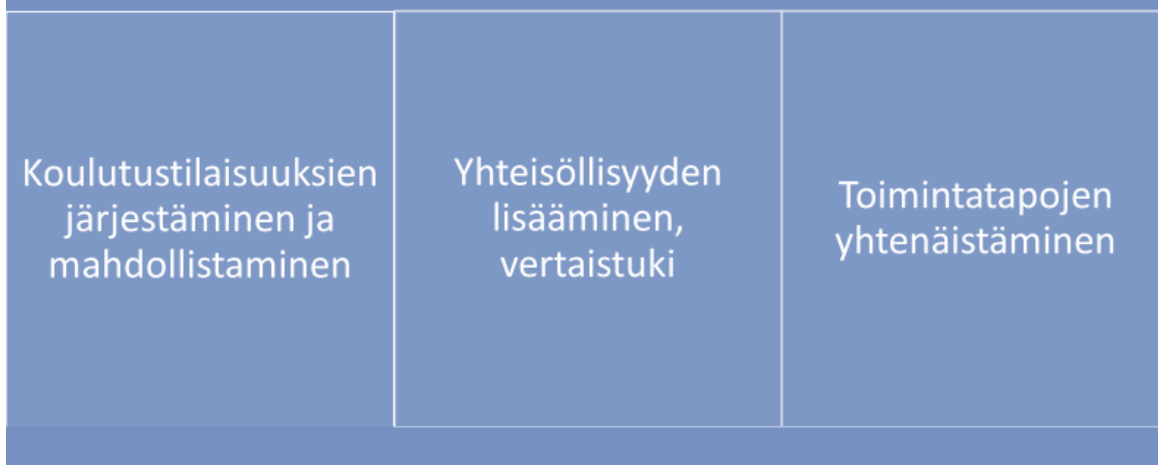 Koulutustilaisuuksien
järjestäminen ja
mahdollistaminen
Yhteisöllisyyden
lisääminen,
vertaistuki
Toimintatapojen
yhtenäistäminen